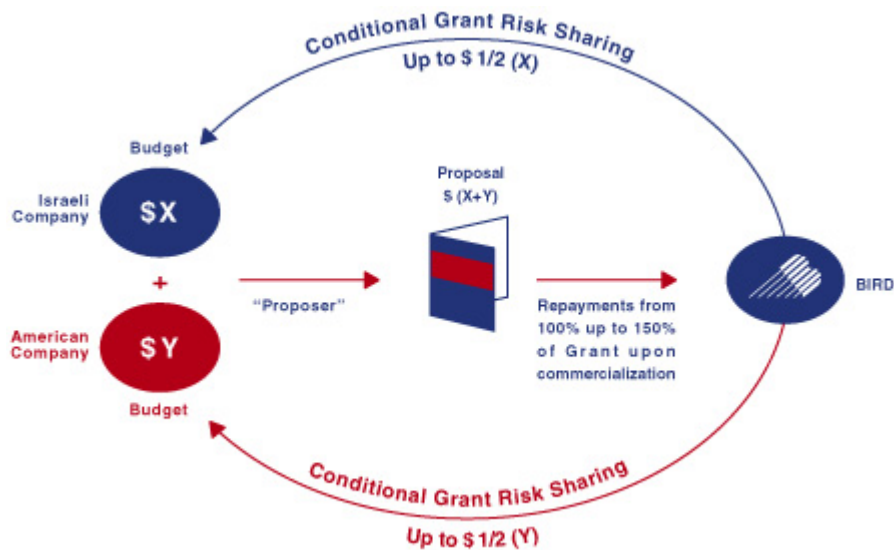 Conditional Grant Risk Sharing
Up to $ 1/2 (X)
Budget
Israeli
Company
$X
+
American
Company
$Y
Budget
"Proposer"
Proposal
$ (X+Y)
Repayments from
100% up to 150%
of Grant upon
commercialization
BIRD
Conditional Grant Risk Sharing
Up to $ 1/2 (Y)